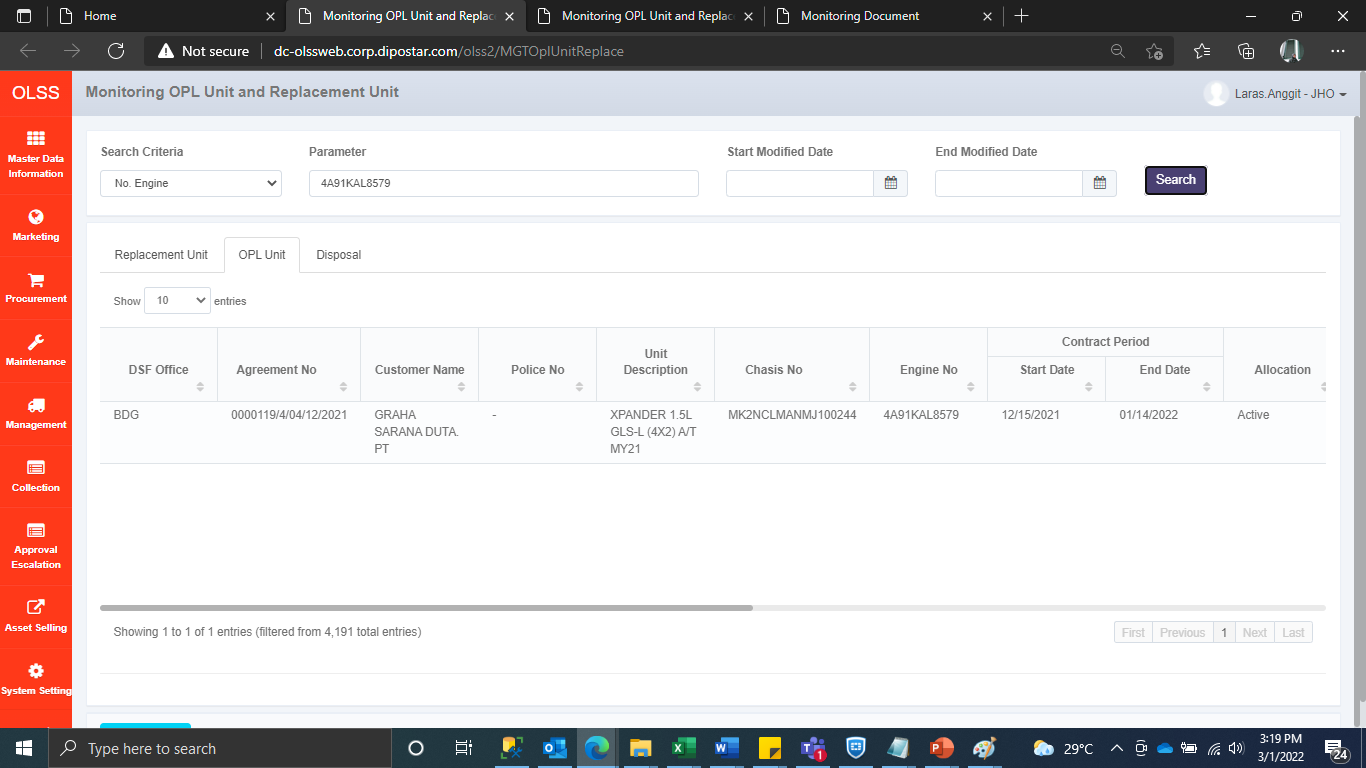 Home
Monitoring OPL Unit and Replac
Monitoring OPL Unit and Replac
Monitoring Document
Not secure
dc-olssweb.corp.dipostar.com/olss2/MGTOplUnitReplace
OLSS
Monitoring OPL Unit and Replacement Unit
Laras.Anggit - JHO
Master Data
Information
Marketing
Procurement
Maintenance
Management
Collection
Approval
Escalation
Asset Selling
System Setting
Search Criteria
Parameter
Start Modified Date
End Modified Date
No. Engine
4A91KAL8579
Search
Replacement Unit
OPL Unit
Disposal
Show 10 entries
DSF Office
Agreement No
Customer Name
Police No
Unit
Description
Chasis No
Engine No
Contract Period
Start Date
End Date
Allocation
BDG
0000119/4/04/12/2021
GRAHA
SARANA DUTA.
PT
-
XPANDER 1.5L
GLS-L (4X2) A/T
MY21
MK2NCLMANMJ100244
4A91KAL8579
12/15/2021
01/14/2022
Active
Showing 1 to 1 of 1 entries (filtered from 4,191 total entries)
First Previous 1 Next Last
Type here to search
1
29°C
3:19 PM
3/1/2022
24